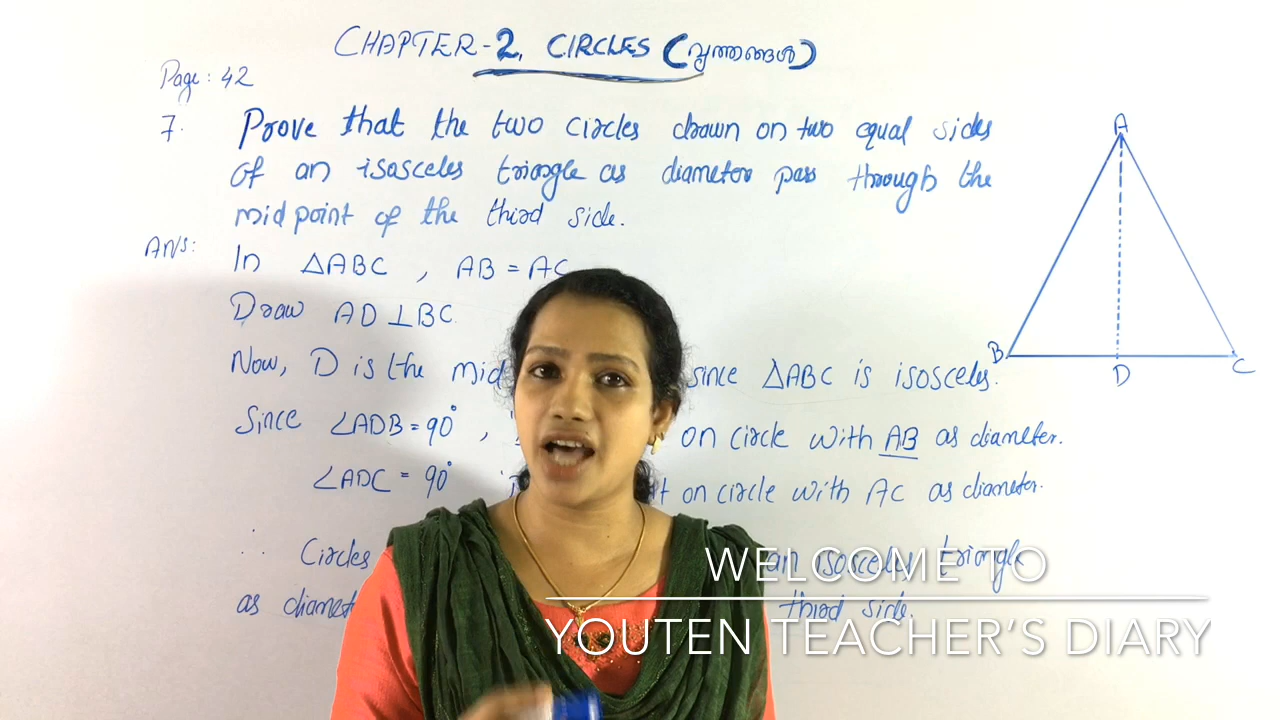 CHAPTER-2. CIRCLES (വൃത്തങ്ങൾ)
Page: 42
7. Prove that the two circles drawn on two equal sides
of an isosceles triangle as diameter pass through the
midpoint of the third side.
Ans: In △ABC , AB = AC
Draw AD ⊥ BC
Now, D is the mid since △ABC is isosceles.
Since ∠ADB = 90° , on circle with AB as diameter.
∠ADC = 90° on circle with AC as diameter.
∴ Circles an isosceles triangle
as third side.
A
B
D
C
WELCOME TO
YOUTEN TEACHER'S DIARY